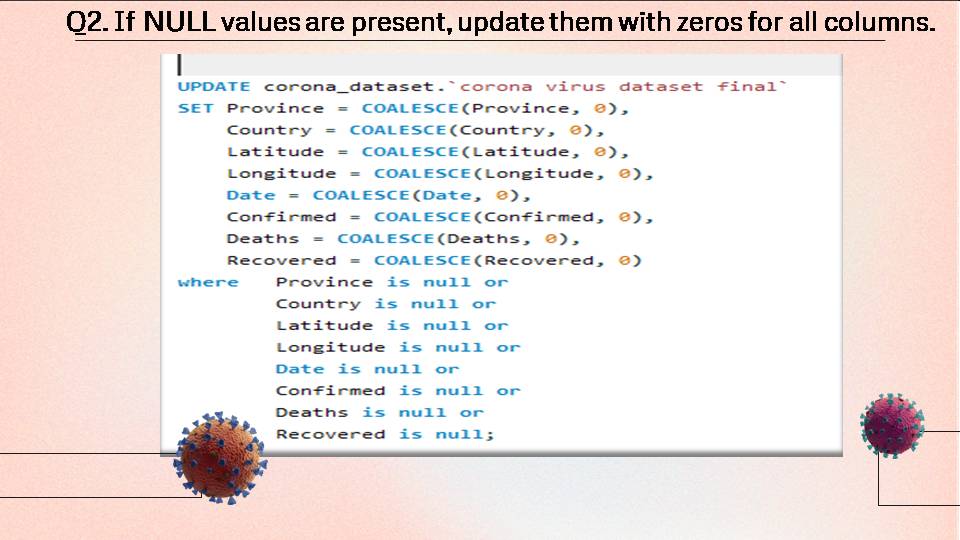 Q2. If NULL values are present, update them with zeros for all columns.
UPDATE corona_dataset.`corona virus dataset final`
SET Province = COALESCE(Province, 0),
    Country = COALESCE(Country, 0),
    Latitude = COALESCE(Latitude, 0),
    Longitude = COALESCE(Longitude, 0),
    Date = COALESCE(Date, 0),
    Confirmed = COALESCE(Confirmed, 0),
    Deaths = COALESCE(Deaths, 0),
    Recovered = COALESCE(Recovered, 0)
where   Province is null or
        Country is null or
        Latitude is null or
        Longitude is null or
        Date is null or
        Confirmed is null or
        Deaths is null or
        Recovered is null;